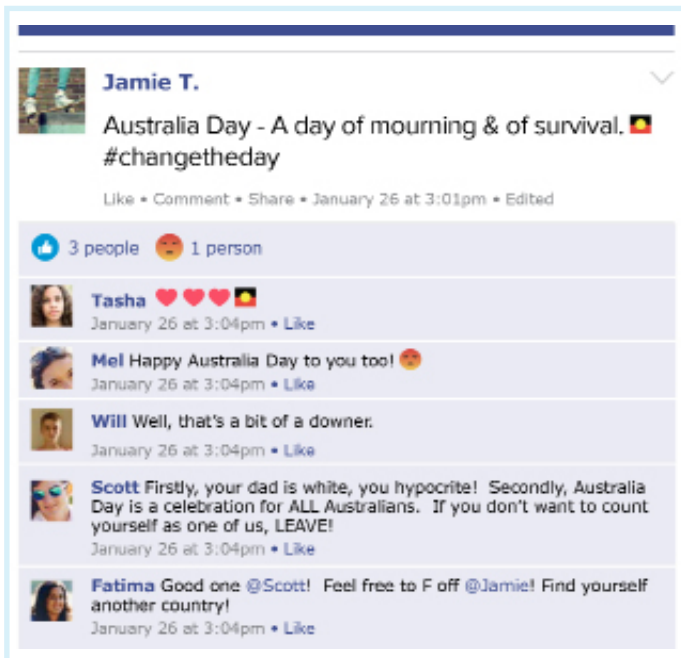 Jamie T.
Australia Day - A day of mourning & of survival.
#changetheday
Like • Comment • Share • January 26 at 3:01pm • Edited
3 people 1 person
Tasha
January 26 at 3:04pm • Like
Mel Happy Australia Day to you too!
January 26 at 3:04pm • Like
Will Well, that's a bit of a downer.
January 26 at 3:04pm • Like
Scott Firstly, your dad is white, you hypocrite! Secondly, Australia
Day is a celebration for ALL Australians. If you don't want to count
yourself as one of us, LEAVE!
January 26 at 3:04pm • Like
Fatima Good one @Scott! Feel free to F off @Jamie! Find yourself
another country!
January 26 at 3:04pm • Like